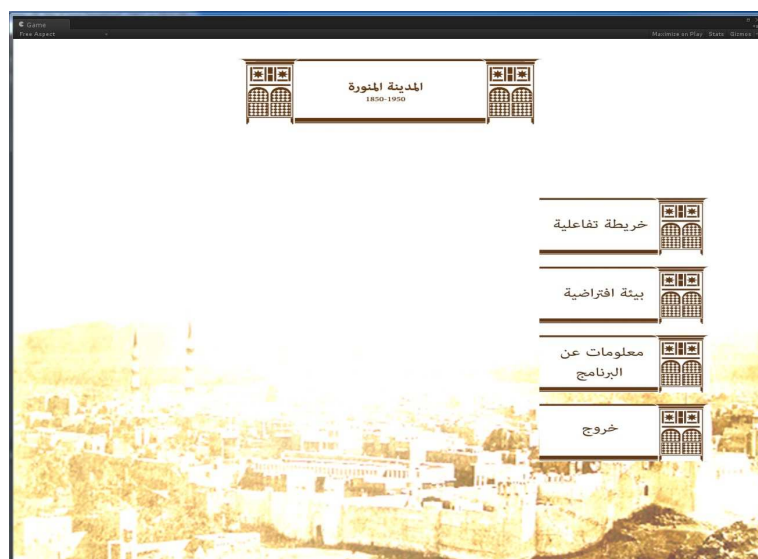 Game
Free Aspect
Maximize on Play Stats Gizmos
المدينة المنورة
1850-1950
خريطة تفاعلية
بيئة افتراضية
معلومات عن
البرنامج
خروج